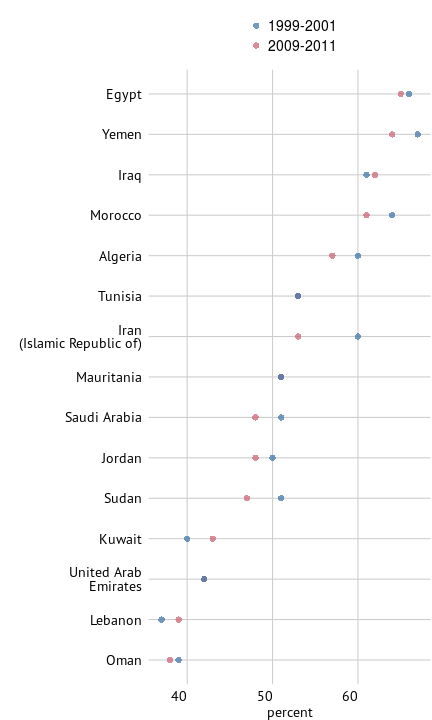 1999-2001
2009-2011
Egypt
Yemen
Iraq
Morocco
Algeria
Tunisia
Iran
(Islamic Republic of)
Mauritania
Saudi Arabia
Jordan
Sudan
Kuwait
United Arab
Emirates
Lebanon
Oman
40 50 60
percent